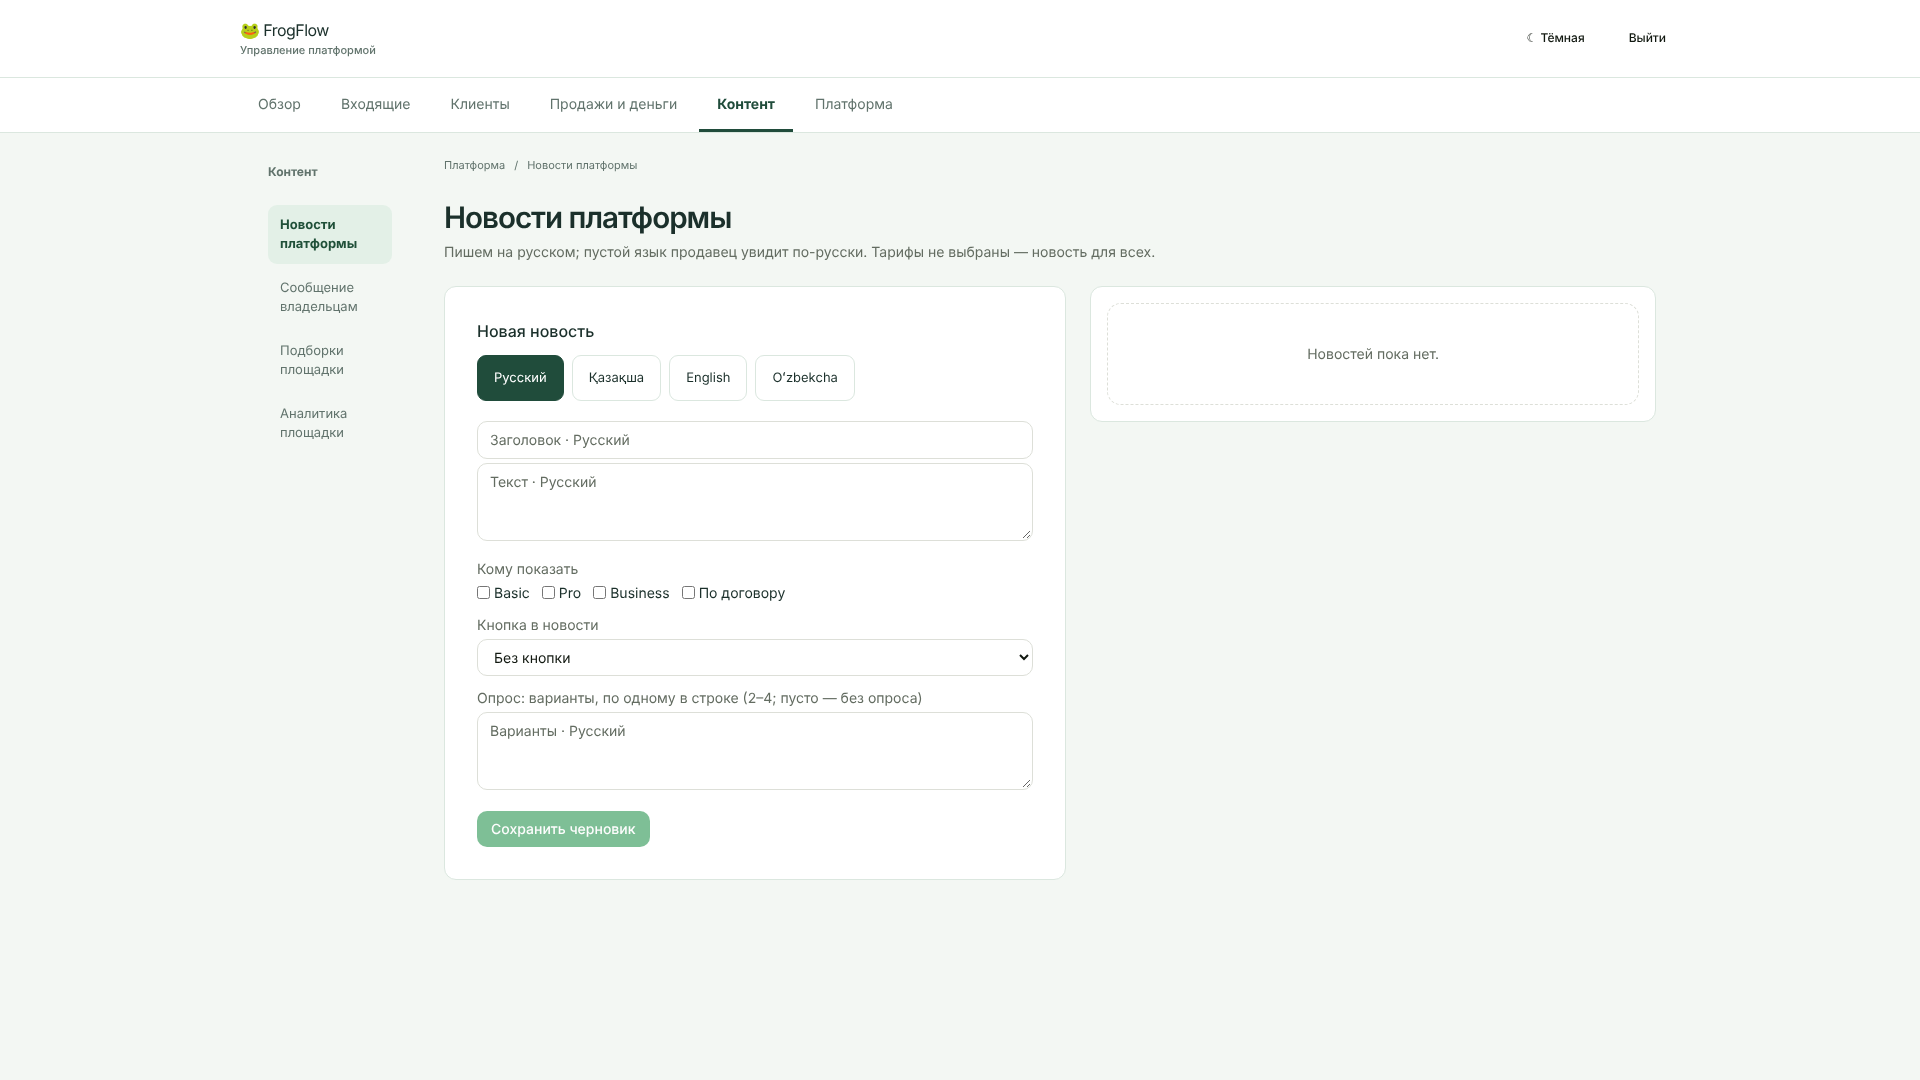 🐸 FrogFlow
Управление платформой
☾ Тёмная
Выйти
Обзор
Входящие
Клиенты
Продажи и деньги
Контент
Платформа
Контент
Новости
платформы
Сообщение
владельцам
Подборки
площадки
Аналитика
площадки
Платформа / Новости платформы
Новости платформы
Пишем на русском; пустой язык продавец увидит по-русски. Тарифы не выбраны — новость для всех.
Новая новость
Русский
Қазақша
English
Oʻzbekcha
Заголовок · Русский
Текст · Русский
Кому показать
Basic
Pro
Business
По договору
Кнопка в новости
Без кнопки
Опрос: варианты, по одному в строке (2–4; пусто — без опроса)
Варианты · Русский
Сохранить черновик
Новостей пока нет.